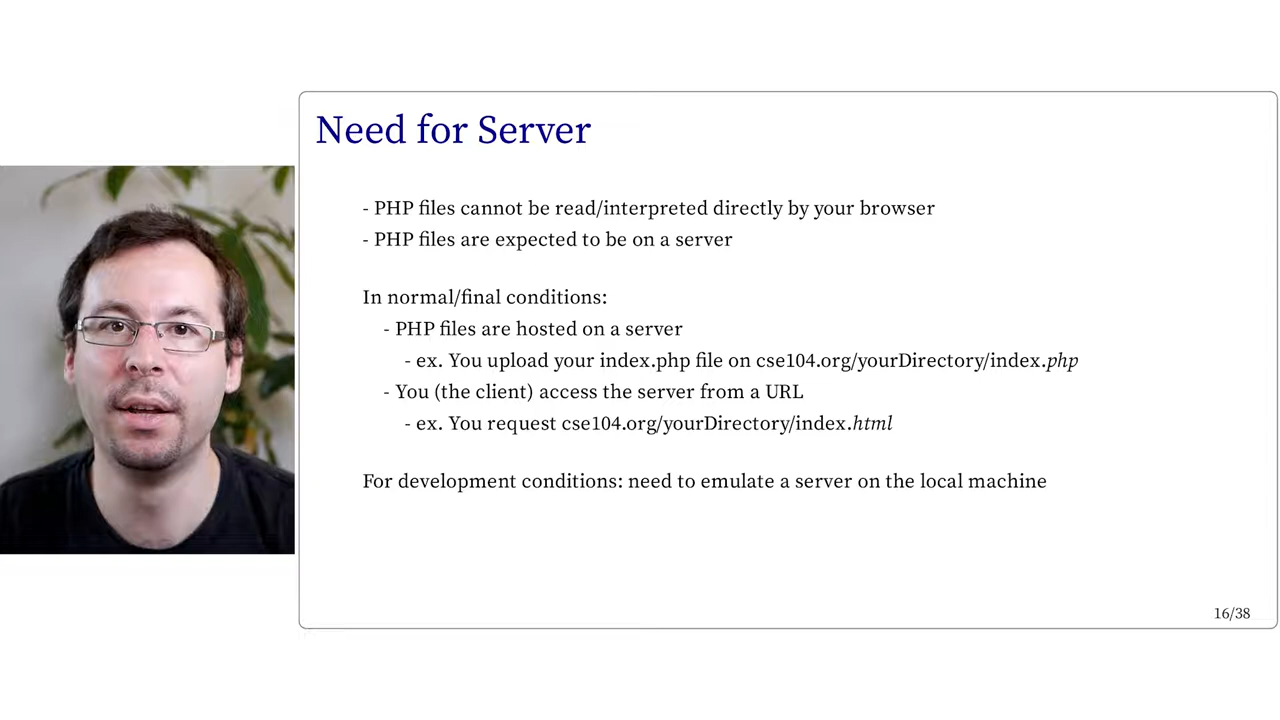 Need for Server
- PHP files cannot be read/interpreted directly by your browser
- PHP files are expected to be on a server
In normal/final conditions:
- PHP files are hosted on a server
- ex. You upload your index.php file on cse104.org/yourDirectory/index.php
- You (the client) access the server from a URL
- ex. You request cse104.org/yourDirectory/index.html
For development conditions: need to emulate a server on the local machine
16/38